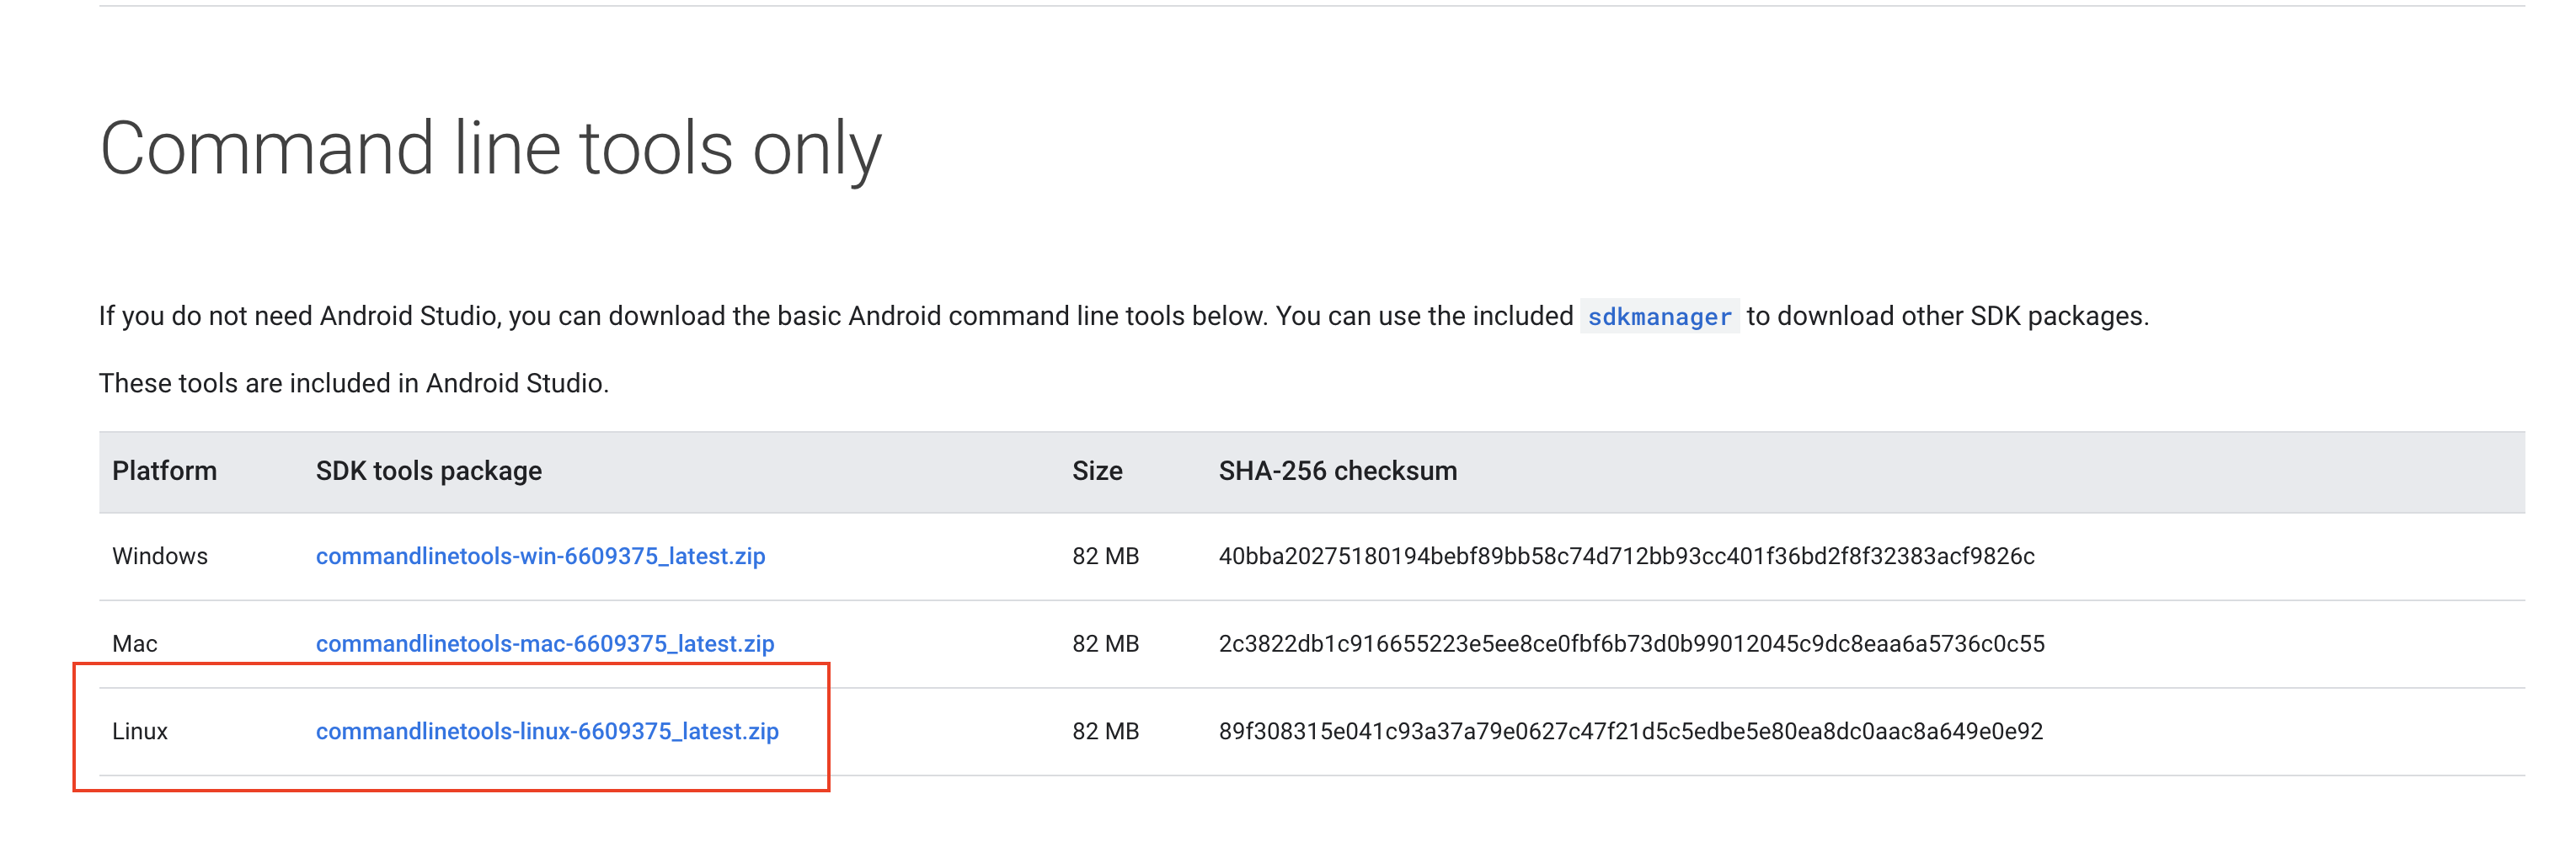 Command line tools only
If you do not need Android Studio, you can download the basic Android command line tools below. You can use the included sdkmanager to download other SDK packages.
These tools are included in Android Studio.
Platform SDK tools package Size SHA-256 checksum
Windows commandlinetools-win-6609375_latest.zip 82 MB 40bba20275180194bebf89bb58c74d712bb93cc401f36bd2f8f32383acf9826c
Mac commandlinetools-mac-6609375_latest.zip 82 MB 2c3822db1c916655223e5ee8ce0fbf6b73d0b99012045c9dc8eaa6a5736c0c55
Linux commandlinetools-linux-6609375_latest.zip 82 MB 89f308315e041c93a37a79e0627c47f21d5c5edbe5e80ea8dc0aac8a649e0e92